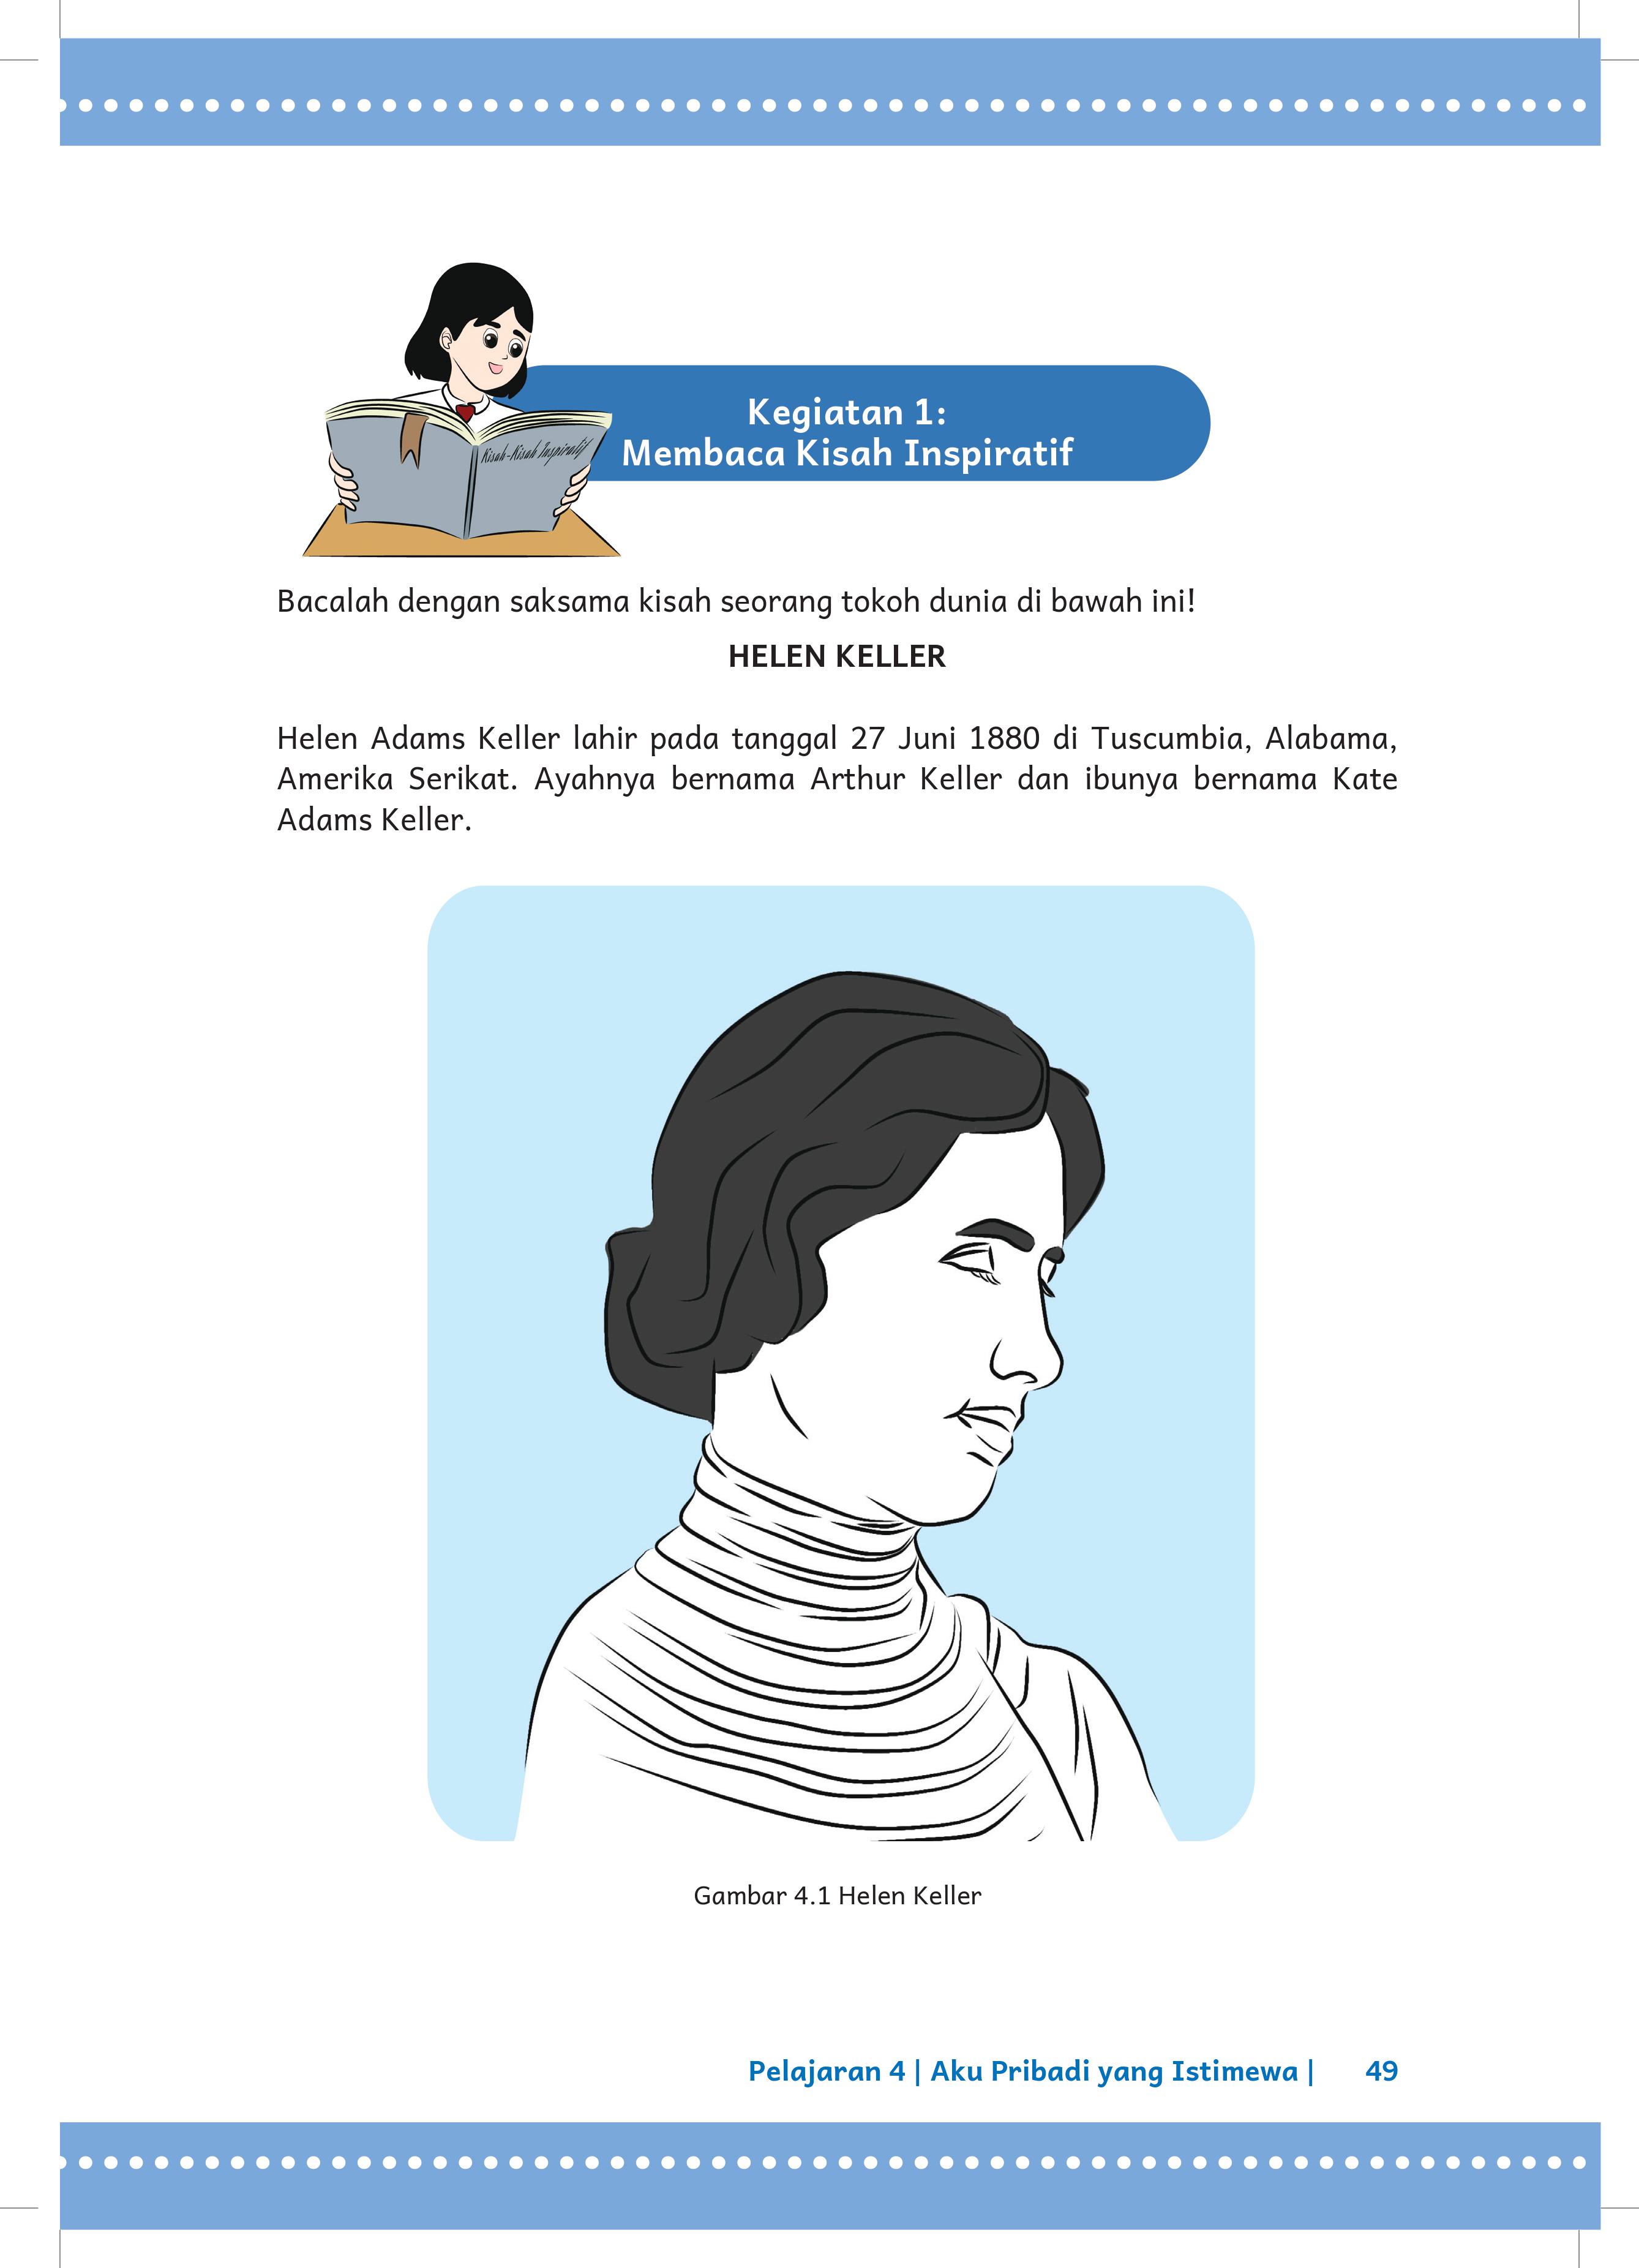 Kisah-Kisah Inspiratif
Kegiatan 1:
Membaca Kisah Inspiratif
Bacalah dengan saksama kisah seorang tokoh dunia di bawah ini!
HELEN KELLER
Helen Adams Keller lahir pada tanggal 27 Juni 1880 di Tuscumbia, Alabama,
Amerika Serikat. Ayahnya bernama Arthur Keller dan ibunya bernama Kate
Adams Keller.
Gambar 4.1 Helen Keller
Pelajaran 4 | Aku Pribadi yang Istimewa | 49